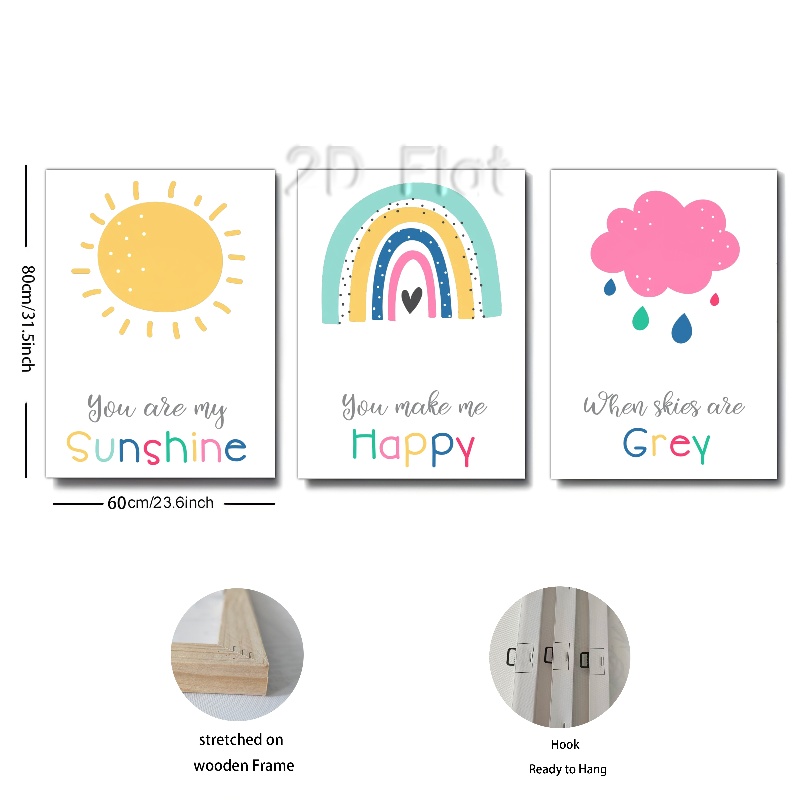 2D Flat
80cm/31.5inch
You are my
Sunshine
You make me
Happy
When skies are
Grey
60cm/23.6inch
stretched on
wooden Frame
Hook
Ready to Hang